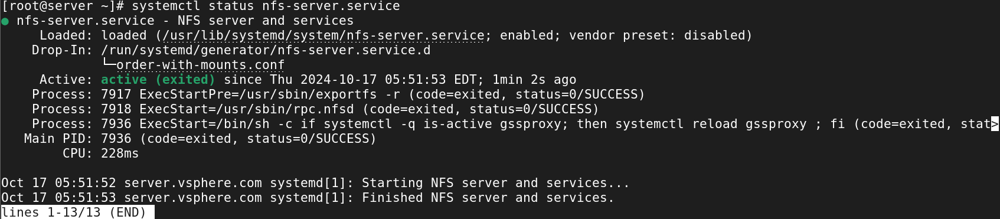 [root@server ~]# systemctl status nfs-server.service
● nfs-server.service - NFS server and services
     Loaded: loaded (/usr/lib/systemd/system/nfs-server.service; enabled; vendor preset: disabled)
    Drop-In: /run/systemd/generator/nfs-server.service.d
             └─order-with-mounts.conf
     Active: active (exited) since Thu 2024-10-17 05:51:53 EDT; 1min 2s ago
    Process: 7917 ExecStartPre=/usr/sbin/exportfs -r (code=exited, status=0/SUCCESS)
    Process: 7918 ExecStart=/usr/sbin/rpc.nfsd (code=exited, status=0/SUCCESS)
    Process: 7936 ExecStart=/bin/sh -c if systemctl -q is-active gssproxy; then systemctl reload gssproxy ; fi (code=exited, stat>
   Main PID: 7936 (code=exited, status=0/SUCCESS)
        CPU: 228ms

Oct 17 05:51:52 server.vsphere.com systemd[1]: Starting NFS server and services...
Oct 17 05:51:53 server.vsphere.com systemd[1]: Finished NFS server and services.
lines 1-13/13 (END)